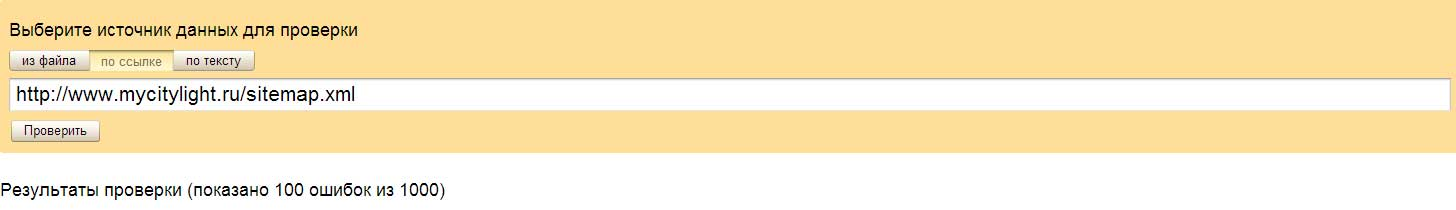 Выберите источник данных для проверки
из файла по ссылке по тексту
http://www.mycitylight.ru/sitemap.xml
Проверить
Результаты проверки (показано 100 ошибок из 1000)